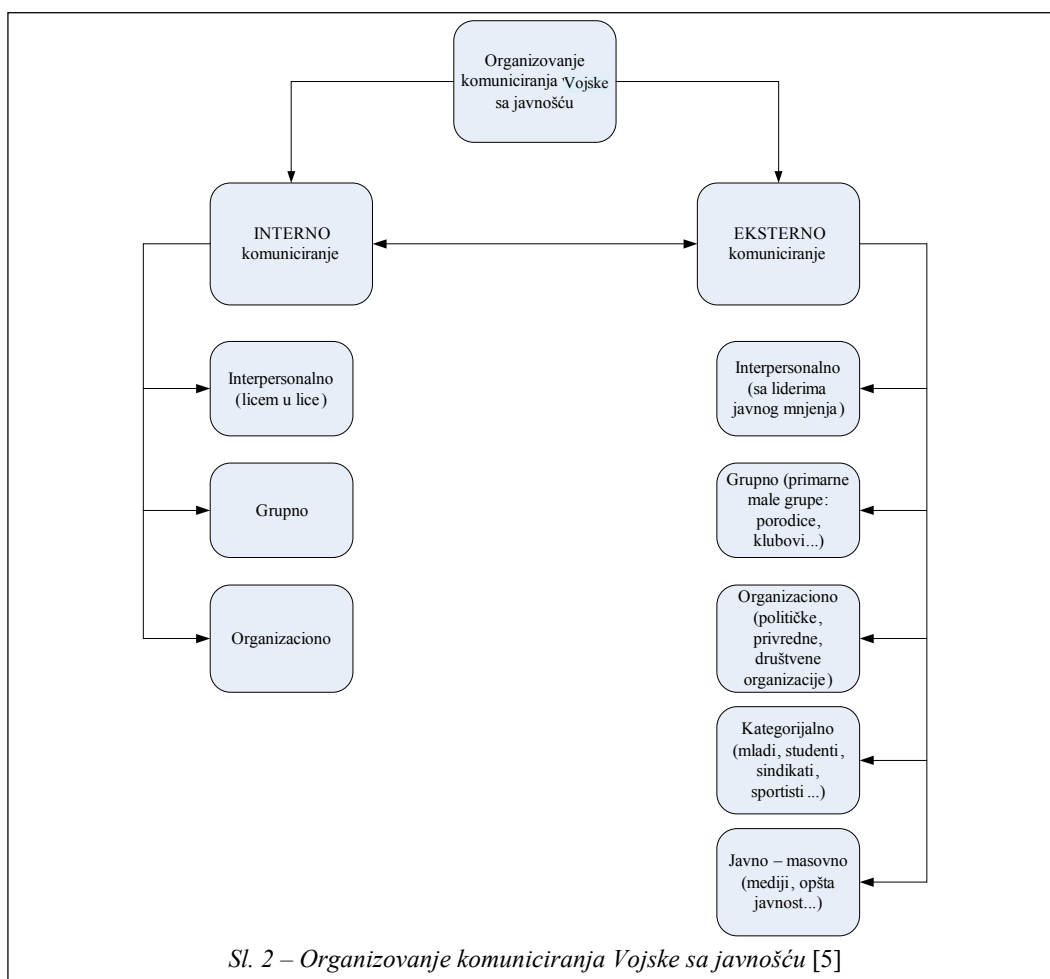 Organizovanje
komuniciranja Vojske
sa javnošću
INTERNO
komuniciranje
EKSTERNO
komuniciranje
Interpersonalno
(licem u lice)
Grupno
Organizaciono
Interpersonalno
(sa liderima
javnog mnjenja)
Grupno (primarne
male grupe:
porodice,
klubovi...)
Organizaciono
(političke,
privredne,
društvene
organizacije)
Kategorijalno
(mladi, studenti,
sindikati,
sportisti...)
Javno – masovno
(mediji, opšta
javnost...)
Sl. 2 – Organizovanje komuniciranja Vojske sa javnošću [5]